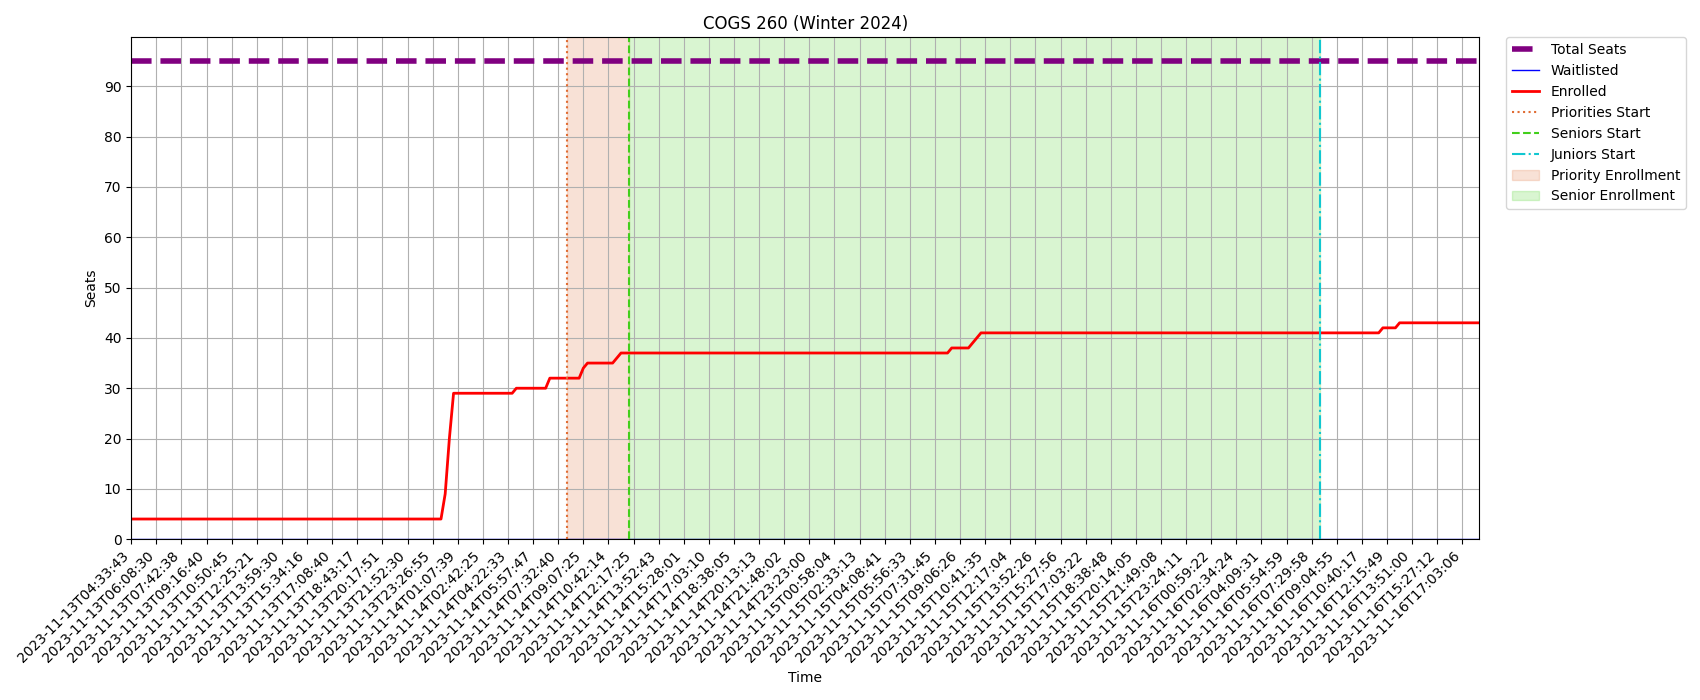 COGS 260 (Winter 2024)
Total Seats
Waitlisted
Enrolled
Priorities Start
Seniors Start
Juniors Start
Priority Enrollment
Senior Enrollment
Seats
90
80
70
60
50
40
30
20
10
0
2023-11-13T04:33:43
2023-11-13T06:08:30
2023-11-13T07:42:38
2023-11-13T09:16:40
2023-11-13T10:50:45
2023-11-13T12:25:21
2023-11-13T13:59:30
2023-11-13T15:34:16
2023-11-13T17:08:40
2023-11-13T18:43:17
2023-11-13T20:17:51
2023-11-13T21:52:30
2023-11-13T23:26:55
2023-11-14T01:07:39
2023-11-14T02:42:25
2023-11-14T04:22:33
2023-11-14T05:57:47
2023-11-14T07:32:40
2023-11-14T09:07:25
2023-11-14T10:42:14
2023-11-14T12:17:25
2023-11-14T13:52:43
2023-11-14T15:28:01
2023-11-14T17:03:10
2023-11-14T18:38:05
2023-11-14T20:13:13
2023-11-14T21:48:02
2023-11-14T23:23:00
2023-11-15T00:58:04
2023-11-15T02:33:13
2023-11-15T04:08:41
2023-11-15T05:56:33
2023-11-15T07:31:45
2023-11-15T09:06:26
2023-11-15T10:41:35
2023-11-15T12:17:04
2023-11-15T13:52:26
2023-11-15T15:27:56
2023-11-15T17:03:22
2023-11-15T18:38:48
2023-11-15T20:14:05
2023-11-15T21:49:08
2023-11-15T23:24:11
2023-11-16T00:59:22
2023-11-16T02:34:24
2023-11-16T04:09:31
2023-11-16T05:54:59
2023-11-16T07:29:58
2023-11-16T09:04:55
2023-11-16T10:40:17
2023-11-16T12:15:49
2023-11-16T13:51:00
2023-11-16T15:27:12
2023-11-16T17:03:06
Time